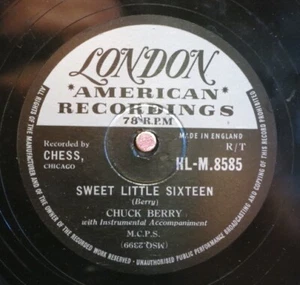 LONDON
*AMERICAN*
RECORDINGS
78 R.P.M
MADE IN ENGLAND
R/T
Recorded by
CHESS,
CHICAGO
HL-M.8585
SWEET LITTLE SIXTEEN
(Berry)
CHUCK BERRY
with Instrumental Accompaniment
M.C.P.S.
(MSO.2399)
ALL RIGHTS OF THE MANUFACTURER AND OF THE OWNER OF THE RECORDED WORK RESERVED - UNAUTHORISED PUBLIC PERFORMANCE BROADCASTING AND COPYING OF THIS RECORD PROHIBITED